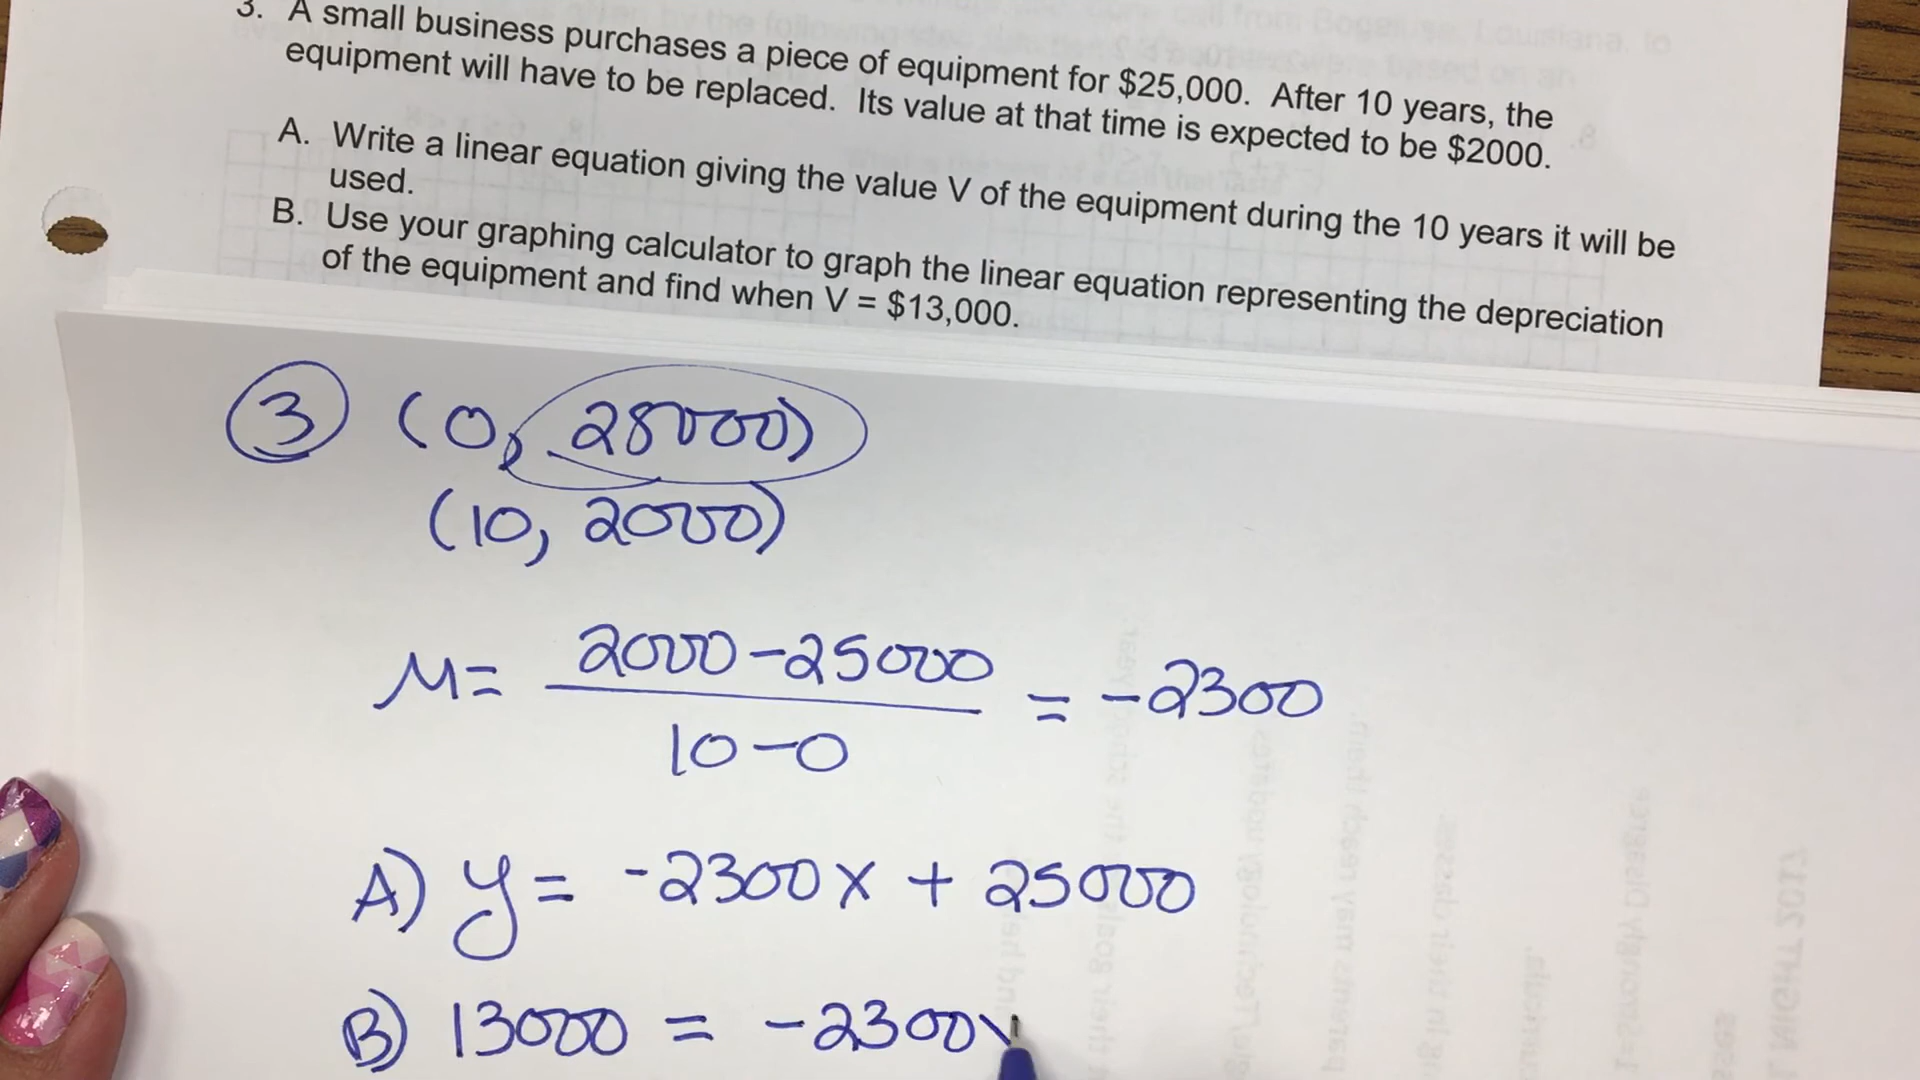 3. A small business purchases a piece of equipment for $25,000. After 10 years, the
equipment will have to be replaced. Its value at that time is expected to be $2000.
A. Write a linear equation giving the value V of the equipment during the 10 years it will be
used.
B. Use your graphing calculator to graph the linear equation representing the depreciation
of the equipment and find when V = $13,000.
3 (0, 25000)
(10, 2000)
M= 2000-25000 = -2300
10-0
A) y = -2300x + 25000
B) 13000 = -2300x